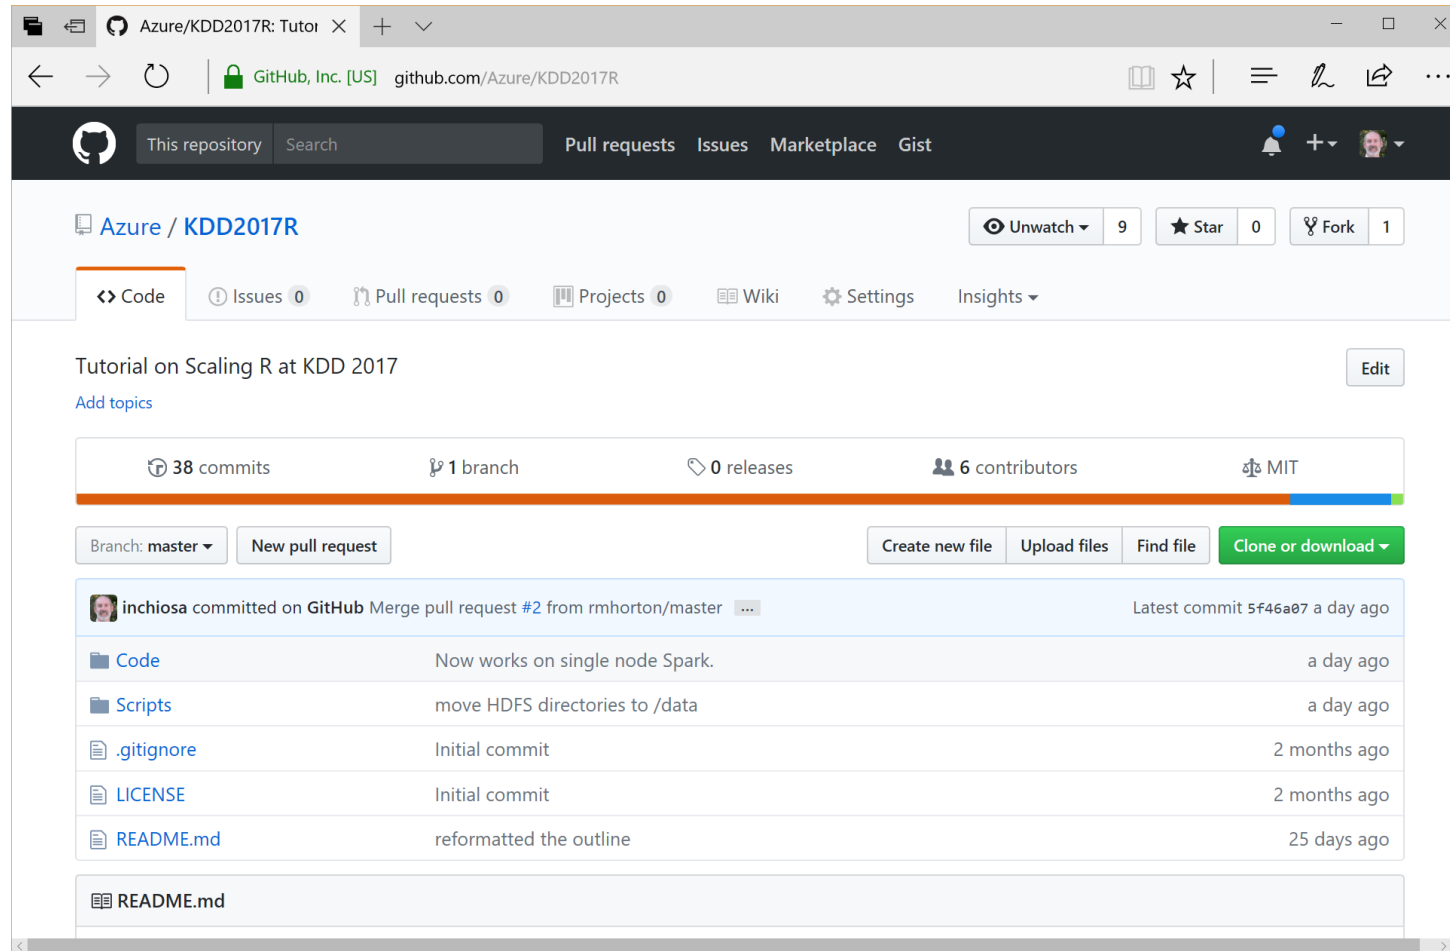 Azure/KDD2017R: Tutor
GitHub, Inc. [US] github.com/Azure/KDD2017R
This repository Search Pull requests Issues Marketplace Gist
Azure / KDD2017R Unwatch 9 Star 0 Fork 1
Code Issues 0 Pull requests 0 Projects 0 Wiki Settings Insights
Tutorial on Scaling R at KDD 2017 Edit
Add topics
38 commits 1 branch 0 releases 6 contributors MIT
Branch: master New pull request Create new file Upload files Find file Clone or download
inchiosa committed on GitHub Merge pull request #2 from rmhorton/master ... Latest commit 5f46a07 a day ago
Code Now works on single node Spark. a day ago
Scripts move HDFS directories to /data a day ago
.gitignore Initial commit 2 months ago
LICENSE Initial commit 2 months ago
README.md reformatted the outline 25 days ago
README.md